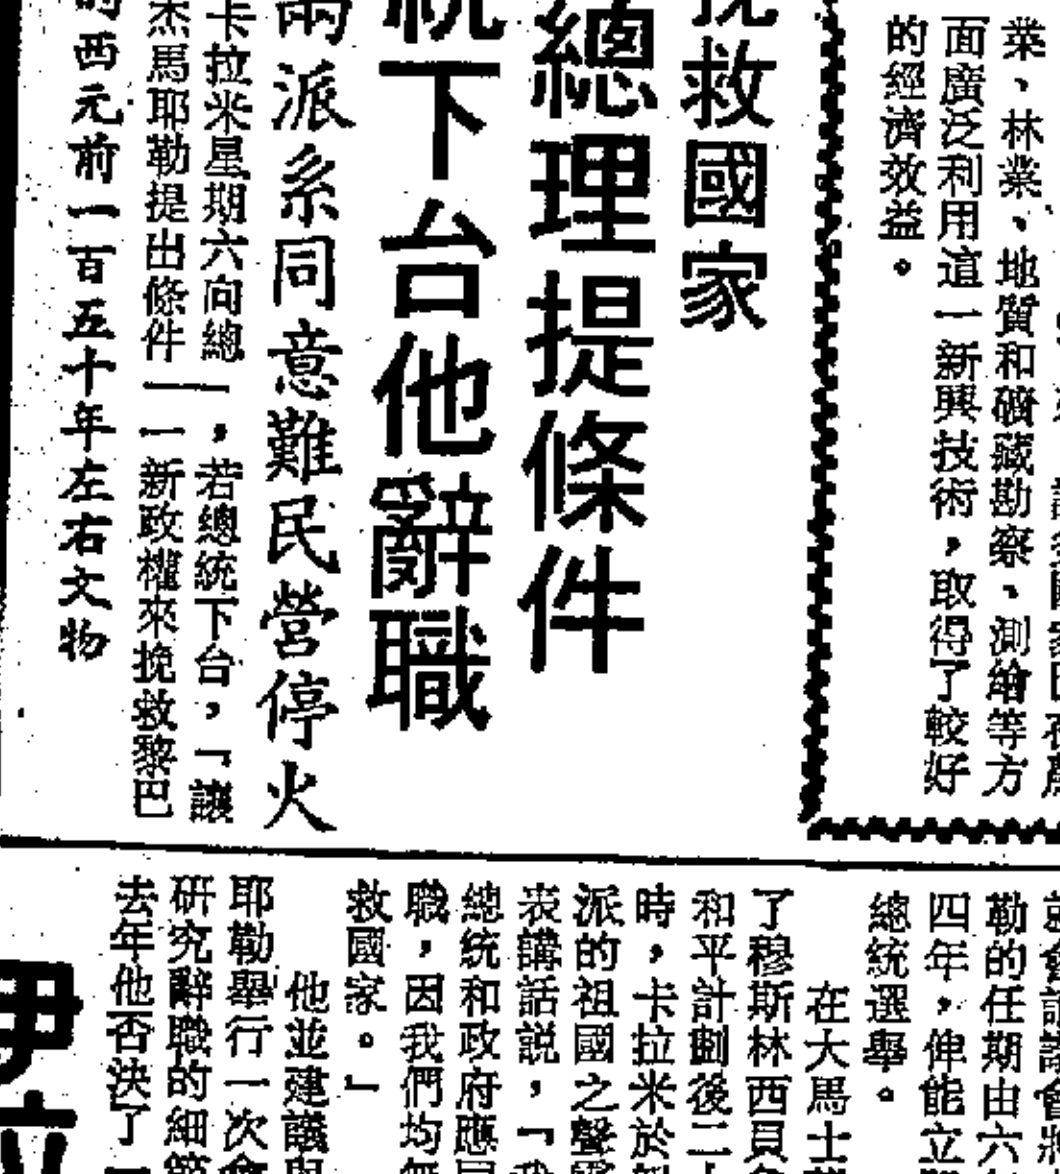 業、林業、地質和礦藏勘察、測繪等方
面廣泛利用這一新興技術，取得了較好
的經濟效益。
挽救國家
總理提條件
統下台他辭職
兩派系同意難民營停火
卡拉米星期六向總
杰馬耶勒提出條件
，若總統下台，「讓
一新政權來挽救黎巴
的西元前一百五十年左右文物
勒的任期由六
四年，俾能立
總統選舉。
在大馬士
了穆斯林西貝
和平計劃後二
時，卡拉米於
派的祖國之聲
表講話説，「我
總統和政府應
職，因我們均無
救國家。」
他並建議與
耶勒舉行一次會
研究辭職的細節
去年他否決了
伊拉